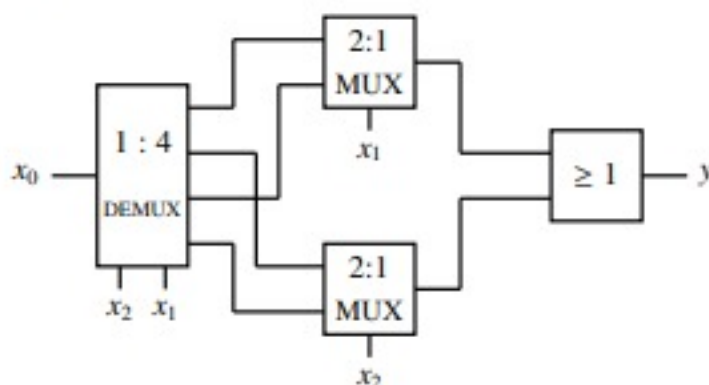 2:1
MUX
x₁
1 : 4
DEMUX
x₀
x₂ x₁
≥ 1
y
2:1
MUX
x₂